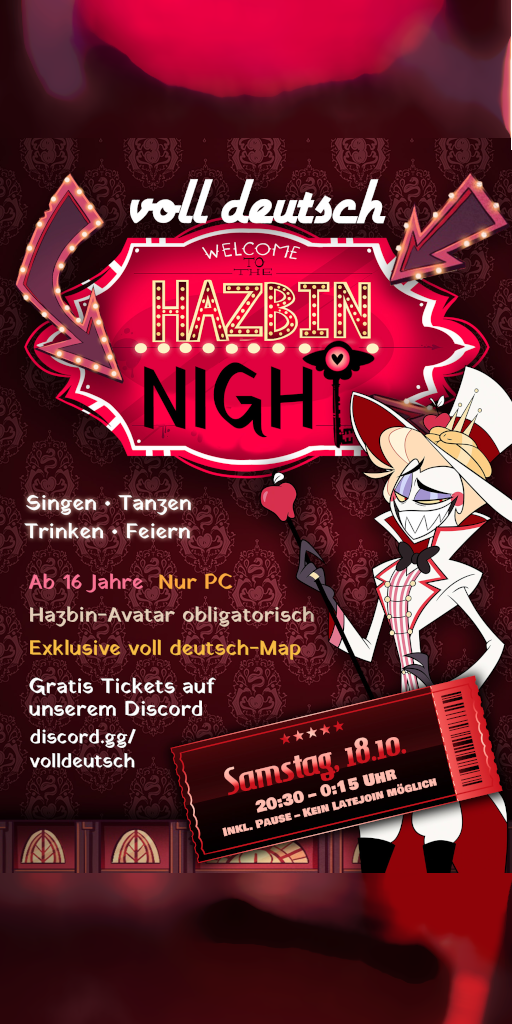 voll deutsch
WELCOME
TO
THE
HAZBIN
NIGHT
Singen • Tanzen
Trinken • Feiern
Ab 16 Jahre Nur PC
Hazbin-Avatar obligatorisch
Exklusive voll deutsch-Map
Gratis Tickets auf
unserem Discord
discord.gg/
volldeutsch
Samstag, 18.10.
20:30 - 0:15 Uhr
Inkl. Pause - Kein Latejoin möglich